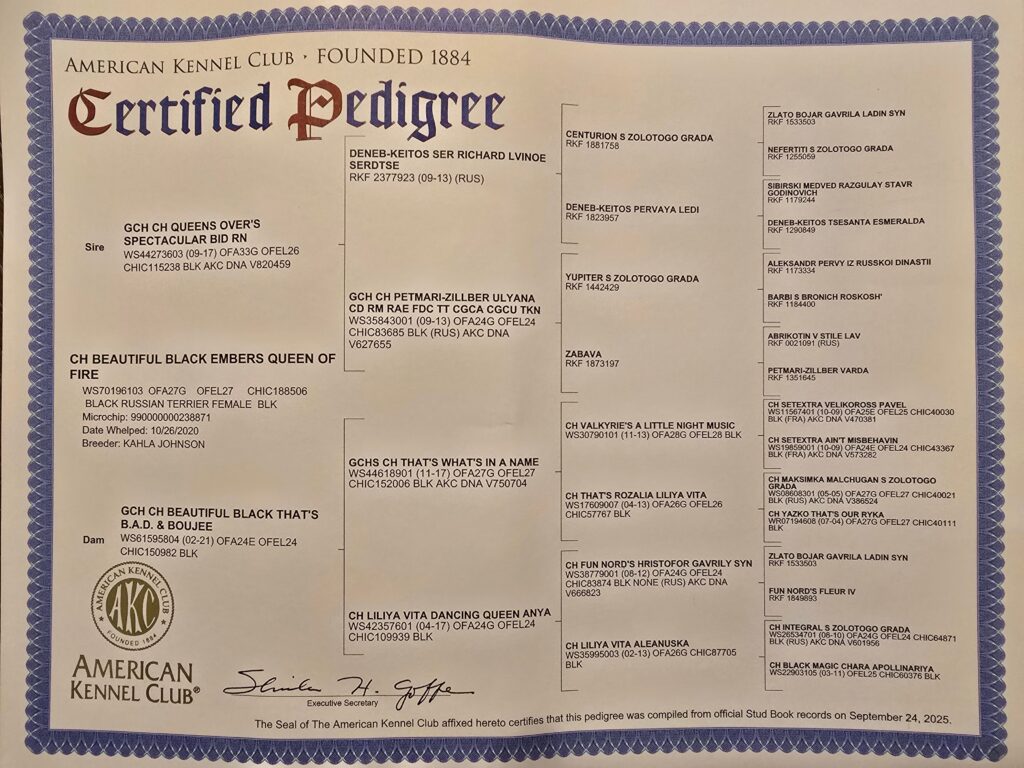 AMERICAN KENNEL CLUB · FOUNDED 1884
Certified Pedigree
Sire
GCH CH QUEENS OVER'S
SPECTACULAR BID RN
WS44273603 (09-17) OFA33G OFEL26
CHIC115238 BLK AKC DNA V820459
CH BEAUTIFUL BLACK EMBERS QUEEN OF
FIRE
WS70196103 OFA27G OFEL27 CHIC188506
BLACK RUSSIAN TERRIER FEMALE BLK
Microchip: 990000000238871
Date Whelped: 10/26/2020
Breeder: KAHLA JOHNSON
Dam
GCH CH BEAUTIFUL BLACK THAT'S
B.A.D. & BOUJEE
WS61595804 (02-21) OFA24E OFEL24
CHIC150982 BLK
DENEB-KEITOS SER RICHARD LVINOE
SERDTSE
RKF 2377923 (09-13) (RUS)
GCH CH PETMARI-ZILLBER ULYANA
CD RM RAE FDC TT CGCA CGCU TKN
WS35843001 (09-13) OFA24G OFEL24
CHIC83685 BLK (RUS) AKC DNA
V627655
GCHS CH THAT'S WHAT'S IN A NAME
WS44618901 (11-17) OFA27G OFEL27
CHIC152006 BLK AKC DNA V750704
CH LILIYA VITA DANCING QUEEN ANYA
WS42357601 (04-17) OFA24G OFEL24
CHIC109939 BLK
CENTURION S ZOLOTOGO GRADA
RKF 1881758
DENEB-KEITOS PERVAYA LEDI
RKF 1823957
YUPITER S ZOLOTOGO GRADA
RKF 1442429
ZABAVA
RKF 1873197
CH VALKYRIE'S A LITTLE NIGHT MUSIC
WS30790101 (11-13) OFA28G OFEL28 BLK
CH THAT'S ROZALIA LILIYA VITA
WS17609007 (04-13) OFA26G OFEL26
CHIC57767 BLK
CH FUN NORD'S HRISTOFOR GAVRILY SYN
WS38779001 (08-12) OFA24G OFEL24
CHIC83874 BLK NONE (RUS) AKC DNA
V666823
CH LILIYA VITA ALEANUSKA
WS35995003 (02-13) OFA26G CHIC87705
BLK
ZLATO BOJAR GAVRILA LADIN SYN
RKF 1533503
NEFERTITI S ZOLOTOGO GRADA
RKF 1255059
SIBIRSKI MEDVED RAZGULAY STAVR
GODINOVICH
RKF 1179244
DENEB-KEITOS TSESANTA ESMERALDA
RKF 1290849
ALEKSANDR PERVY IZ RUSSKOI DINASTII
RKF 1173334
BARBI S BRONICH ROSKOSH'
RKF 1184400
ABRIKOTIN V STILE LAV
RKF 0021091 (RUS)
PETMARI-ZILLBER VARDA
RKF 1351645
CH SETEXTRA VELIKOROSS PAVEL
WS11567401 (10-09) OFA25E OFEL25 CHIC40030
BLK (FRA) AKC DNA V470381
CH SETEXTRA AIN'T MISBEHAVIN
WS19859001 (10-09) OFA24E OFEL24 CHIC43367
BLK (FRA) AKC DNA V573282
CH MAKSIMKA MALCHUGAN S ZOLOTOGO
GRADA
WS08608301 (05-05) OFA27G OFEL27 CHIC40021
BLK (RUS) AKC DNA V386524
CH YAZKO THAT'S OUR RYKA
WR07194608 (07-04) OFA27G OFEL27 CHIC40111
BLK
ZLATO BOJAR GAVRILA LADIN SYN
RKF 1533503
FUN NORD'S FLEUR IV
RKF 1849893
CH INTEGRAL S ZOLOTOGO GRADA
WS26534701 (08-10) OFA24G OFEL24 CHIC64871
BLK (RUS) AKC DNA V601956
CH BLACK MAGIC CHARA APOLLINARIYA
WS22903105 (03-11) OFEL25 CHIC60376 BLK
AMERICAN KENNEL CLUB
AKC
FOUNDED 1884
AMERICAN
KENNEL CLUB®
Executive Secretary
The Seal of The American Kennel Club affixed hereto certifies that this pedigree was compiled from official Stud Book records on September 24, 2025.